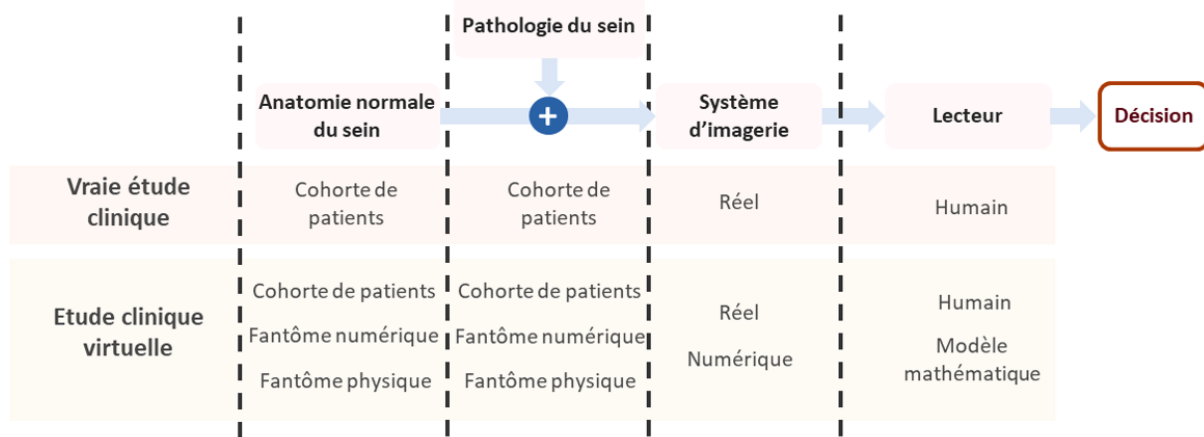 Pathologie du sein
Anatomie normale
du sein
+
Système
d'imagerie
Lecteur
Décision
Vraie étude
clinique
Cohorte de
patients
Cohorte de
patients
Réel
Humain
Etude clinique
virtuelle
Cohorte de patients
Fantôme numérique
Fantôme physique
Cohorte de patients
Fantôme numérique
Fantôme physique
Réel
Numérique
Humain
Modèle
mathématique